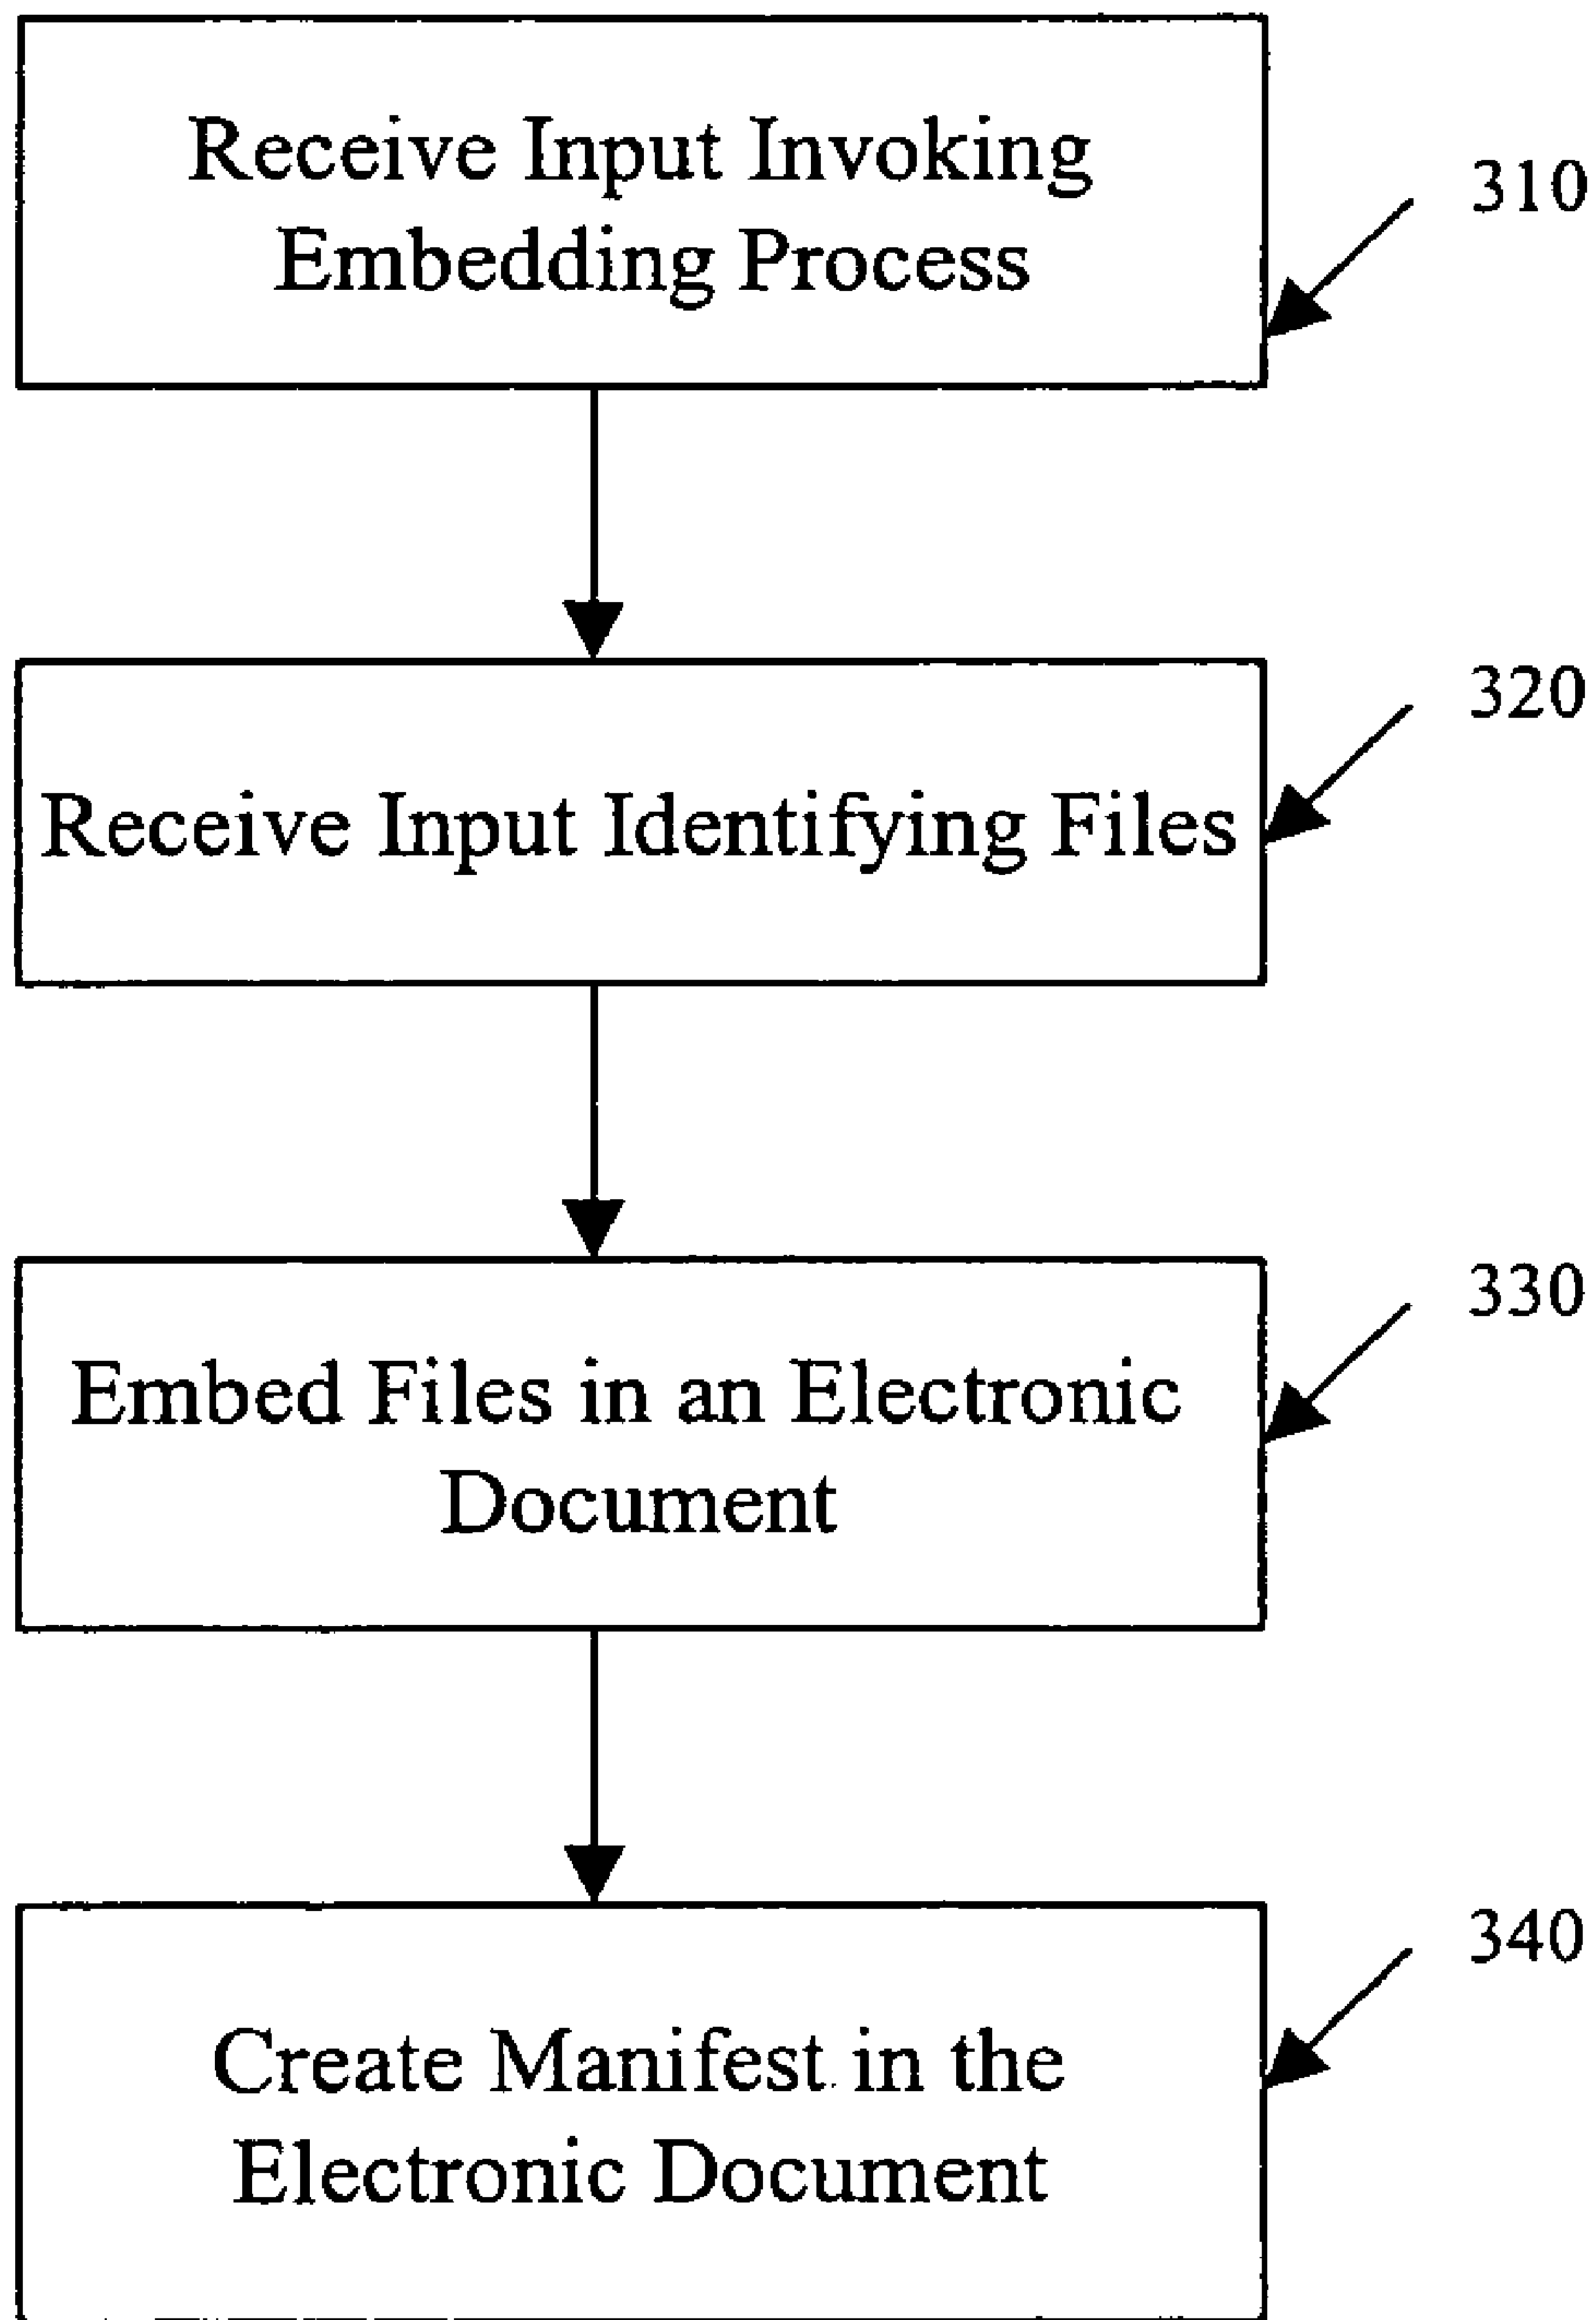 Receive Input Invoking
Embedding Process
310
Receive Input Identifying Files
320
Embed Files in an Electronic
Document
330
Create Manifest in the
Electronic Document
340